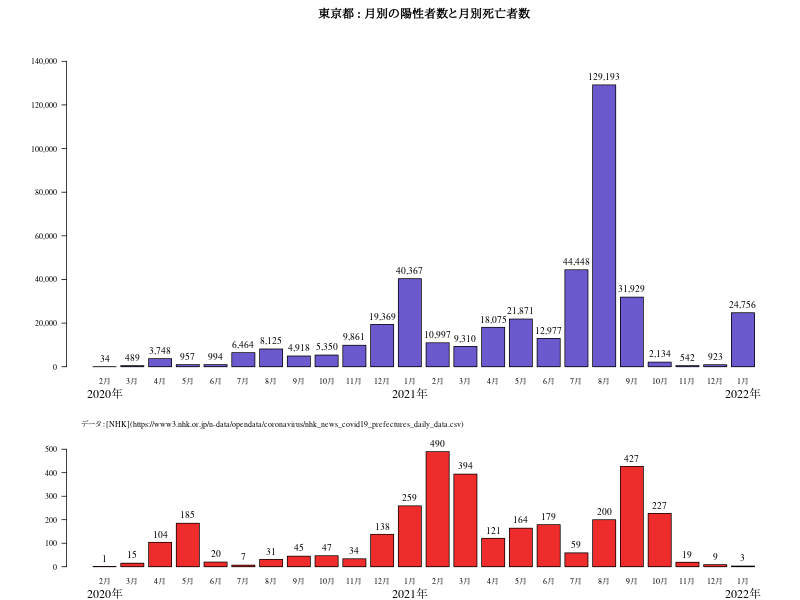 東京都 : 月別の陽性者数と月別死亡者数
140,000
120,000
100,000
80,000
60,000
40,000
20,000
0
34 489 3,748 957 994 6,464 8,125 4,918 5,350 9,861 19,369 40,367 10,997 9,310 18,075 21,871 12,977 44,448 129,193 31,929 2,134 542 923 24,756
2月 3月 4月 5月 6月 7月 8月 9月 10月 11月 12月 1月 2月 3月 4月 5月 6月 7月 8月 9月 10月 11月 12月 1月
2020年 2021年 2022年
データ:[NHK](https://www3.nhk.or.jp/n-data/opendata/coronavirus/nhk_news_covid19_prefectures_daily_data.csv)
500
400
300
200
100
0
1 15 104 185 20 7 31 45 47 34 138 259 490 394 121 164 179 59 200 427 227 19 9 3
2月 3月 4月 5月 6月 7月 8月 9月 10月 11月 12月 1月 2月 3月 4月 5月 6月 7月 8月 9月 10月 11月 12月 1月
2020年 2021年 2022年